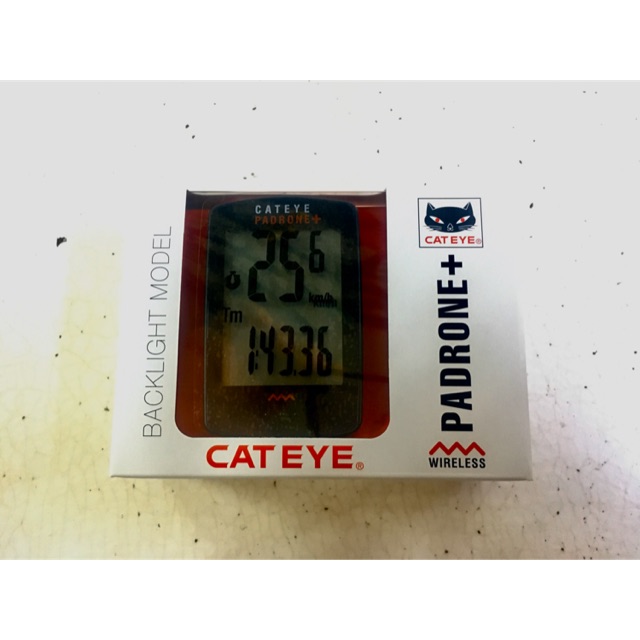 BACKLIGHT MODEL
CATEYE
PADRONE+
25.6
km/h
Tm
1:43.36
CATEYE®
CATEYE®
PADRONE+
WIRELESS